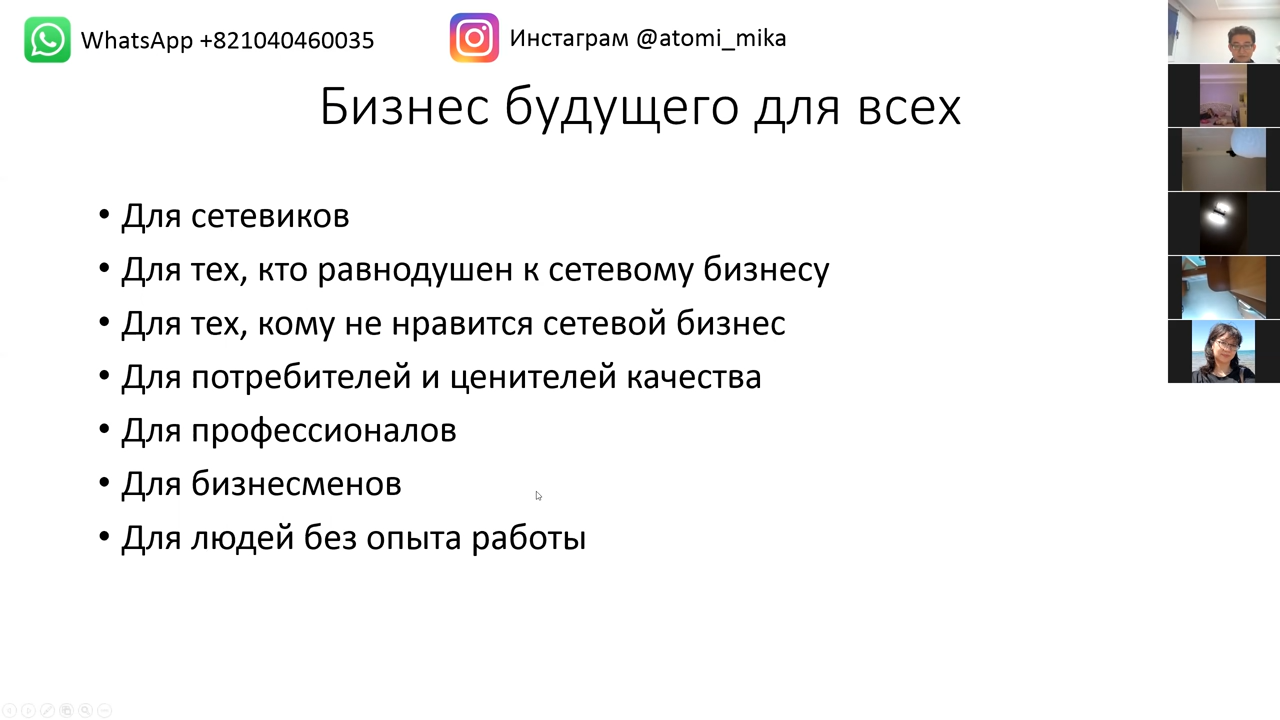 WhatsApp +821040460035
Инстаграм @atomi_mika
Бизнес будущего для всех
• Для сетевиков
• Для тех, кто равнодушен к сетевому бизнесу
• Для тех, кому не нравится сетевой бизнес
• Для потребителей и ценителей качества
• Для профессионалов
• Для бизнесменов
• Для людей без опыта работы